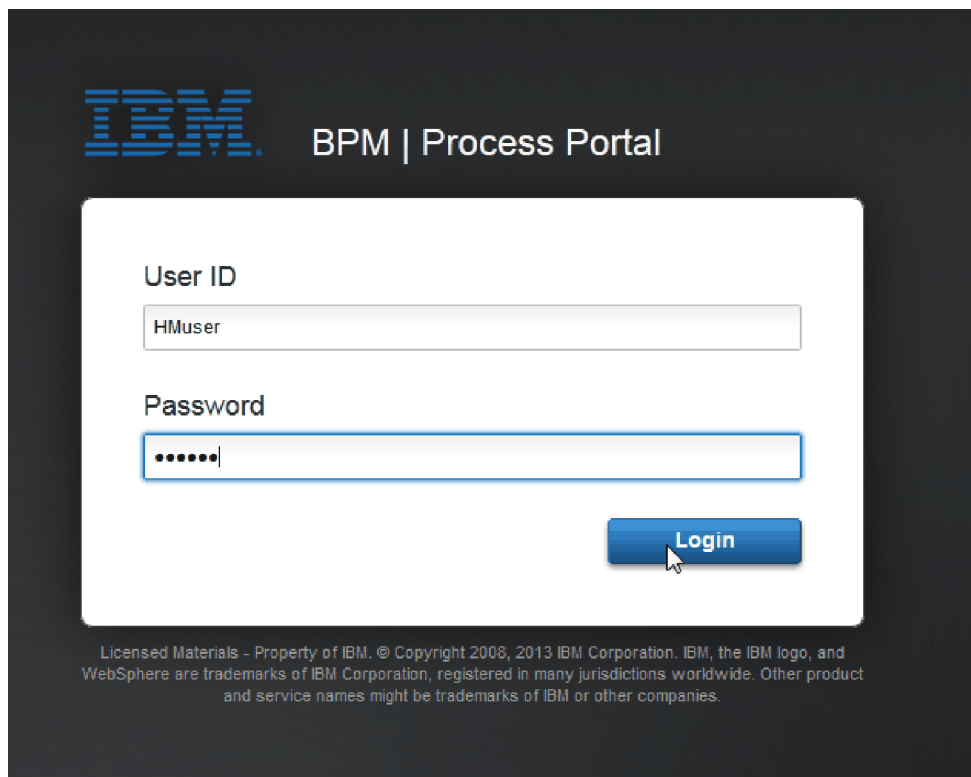 IBM.
BPM | Process Portal
User ID
HMuser
Password
••••••
Login
Licensed Materials - Property of IBM. © Copyright 2008, 2013 IBM Corporation. IBM, the IBM logo, and
WebSphere are trademarks of IBM Corporation, registered in many jurisdictions worldwide. Other product
and service names might be trademarks of IBM or other companies.